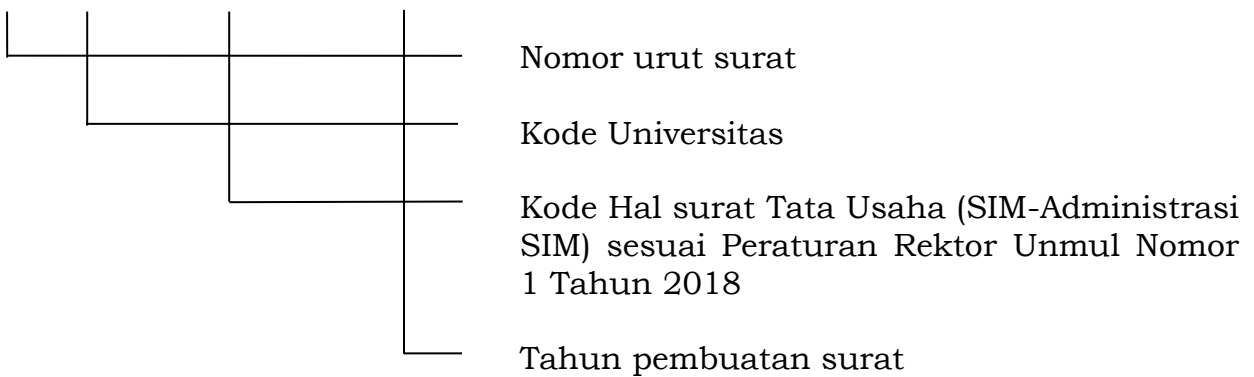 Nomor urut surat
Kode Universitas
Kode Hal surat Tata Usaha (SIM-Administrasi
SIM) sesuai Peraturan Rektor Unmul Nomor
1 Tahun 2018
Tahun pembuatan surat